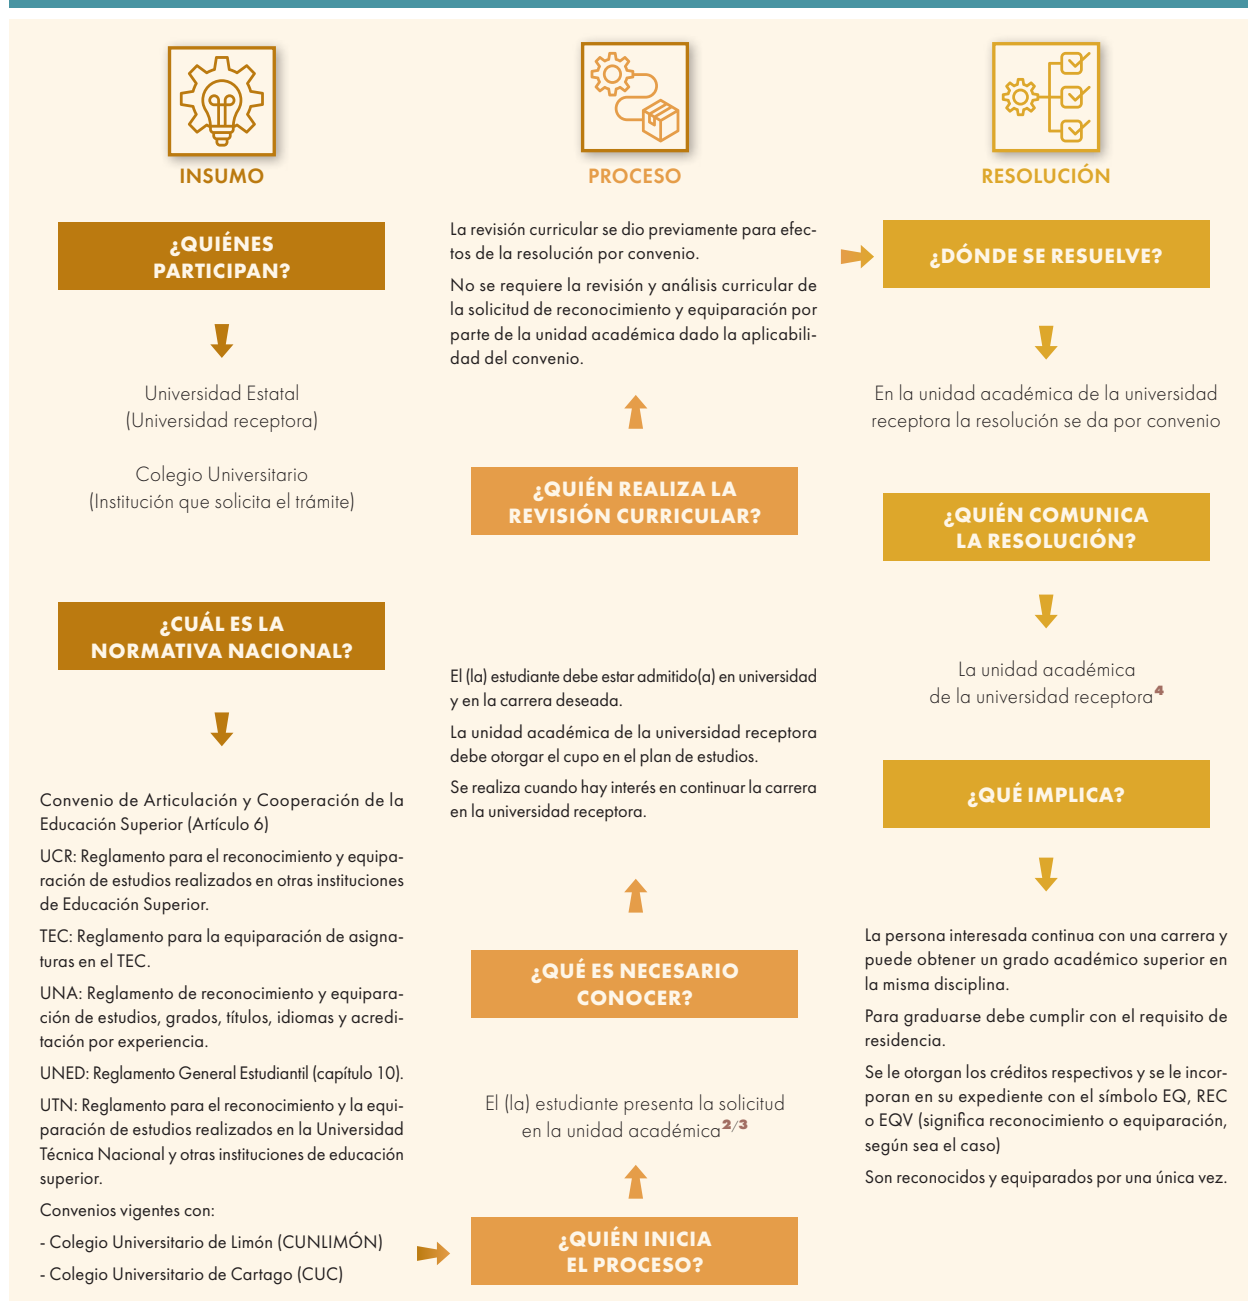 INSUMO
¿QUIÉNES
PARTICIPAN?
Universidad Estatal
(Universidad receptora)
Colegio Universitario
(Institución que solicita el trámite)
¿CUÁL ES LA
NORMATIVA NACIONAL?
Convenio de Articulación y Cooperación de la
Educación Superior (Artículo 6)
UCR: Reglamento para el reconocimiento y equipa-
ración de estudios realizados en otras instituciones
de Educación Superior.
TEC: Reglamento para la equiparación de asigna-
turas en el TEC.
UNA: Reglamento de reconocimiento y equipara-
ción de estudios, grados, títulos, idiomas y acredi-
tación por experiencia.
UNED: Reglamento General Estudiantil (capítulo 10).
UTN: Reglamento para el reconocimiento y la equi-
paración de estudios realizados en la Universidad
Técnica Nacional y otras instituciones de educación
superior.
Convenios vigentes con:
- Colegio Universitario de Limón (CUNLIMÓN)
- Colegio Universitario de Cartago (CUC)
PROCESO
La revisión curricular se dio previamente para efec-
tos de la resolución por convenio.
No se requiere la revisión y análisis curricular de
la solicitud de reconocimiento y equiparación por
parte de la unidad académica dado la aplicabili-
dad del convenio.
¿QUIÉN REALIZA LA
REVISIÓN CURRICULAR?
El (la) estudiante debe estar admitido(a) en universidad
y en la carrera deseada.
La unidad académica de la universidad receptora
debe otorgar el cupo en el plan de estudios.
Se realiza cuando hay interés en continuar la carrera
en la universidad receptora.
¿QUÉ ES NECESARIO
CONOCER?
El (la) estudiante presenta la solicitud
en la unidad académica2/3
¿QUIÉN INICIA
EL PROCESO?
RESOLUCIÓN
¿DÓNDE SE RESUELVE?
En la unidad académica de la universidad
receptora la resolución se da por convenio
¿QUIÉN COMUNICA
LA RESOLUCIÓN?
La unidad académica
de la universidad receptora4
¿QUÉ IMPLICA?
La persona interesada continua con una carrera y
puede obtener un grado académico superior en
la misma disciplina.
Para graduarse debe cumplir con el requisito de
residencia.
Se le otorgan los créditos respectivos y se le incor-
poran en su expediente con el símbolo EQ, REC
o EQV (significa reconocimiento o equiparación,
según sea el caso)
Son reconocidos y equiparados por una única vez.